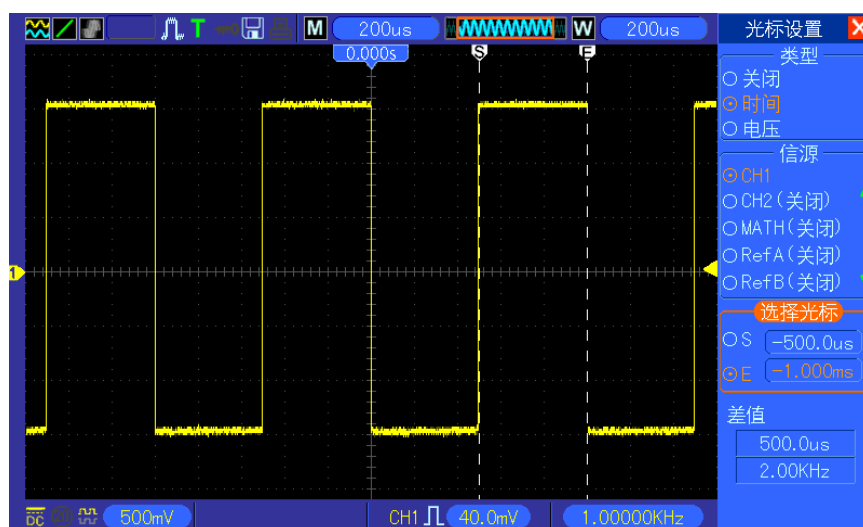 T M 200us W 200us 光标设置
0.000s S E
类型
关闭
时间
电压
信源
CH1
CH2(关闭)
MATH(关闭)
RefA(关闭)
RefB(关闭)
1
选择光标
S -500.0us
E -1.000ms
差值
500.0us
2.00KHz
DC 500mV CH1 40.0mV 1.00000KHz